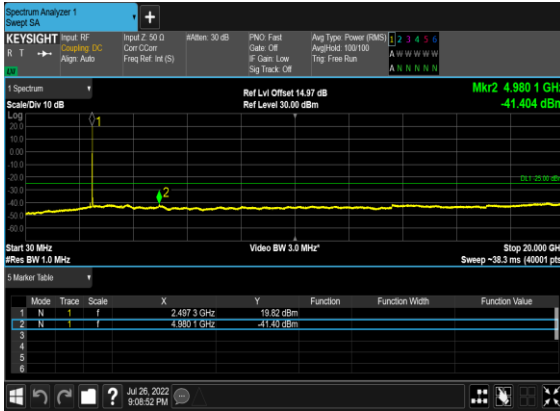 Spectrum Analyzer 1
Swept SA
+
KEYSIGHT Input: RF Input Z: 50 Ω #Atten: 30 dB PNO: Fast Avg Type: Power (RMS) 1 2 3 4 5 6
R T Coupling: DC Corr CCorr Gate: Off Avg|Hold: 100/100 A W W W W W
Align: Auto Freq Ref: Int (S) IF Gain: Low Trig: Free Run
Sig Track: Off A N N N N N
1 Spectrum Ref Lvl Offset 14.97 dB Mkr2 4.980 1 GHz
Scale/Div 10 dB Ref Level 30.00 dBm -41.404 dBm
Log
20.0
10.0
0.00
-10.0
-20.0
-30.0
-40.0
-50.0
-60.0
1
2
Start 30 MHz Video BW 3.0 MHz* Stop 20.000 GH
#Res BW 1.0 MHz Sweep ~38.3 ms (40001 pts
5 Marker Table
Mode Trace Scale X Y Function Function Width Function Value
1 N 1 f 2.497 3 GHz 19.82 dBm
2 N 1 f 4.980 1 GHz -41.40 dBm
3
4
5
6
? Jul 26, 2022
9:08:52 PM